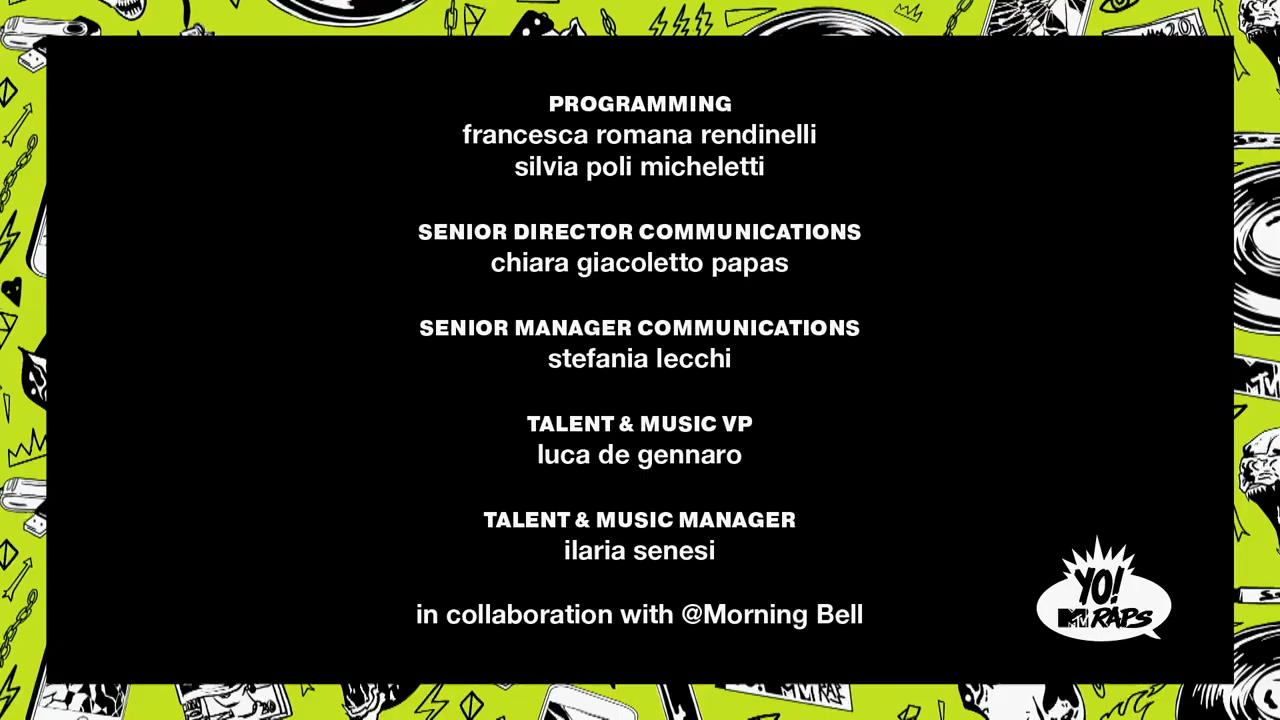 PROGRAMMING
francesca romana rendinelli
silvia poli micheletti
SENIOR DIRECTOR COMMUNICATIONS
chiara giacoletto papas
SENIOR MANAGER COMMUNICATIONS
stefania lecchi
TALENT & MUSIC VP
luca de gennaro
TALENT & MUSIC MANAGER
ilaria senesi
in collaboration with @Morning Bell
YO!
MTV RAPS